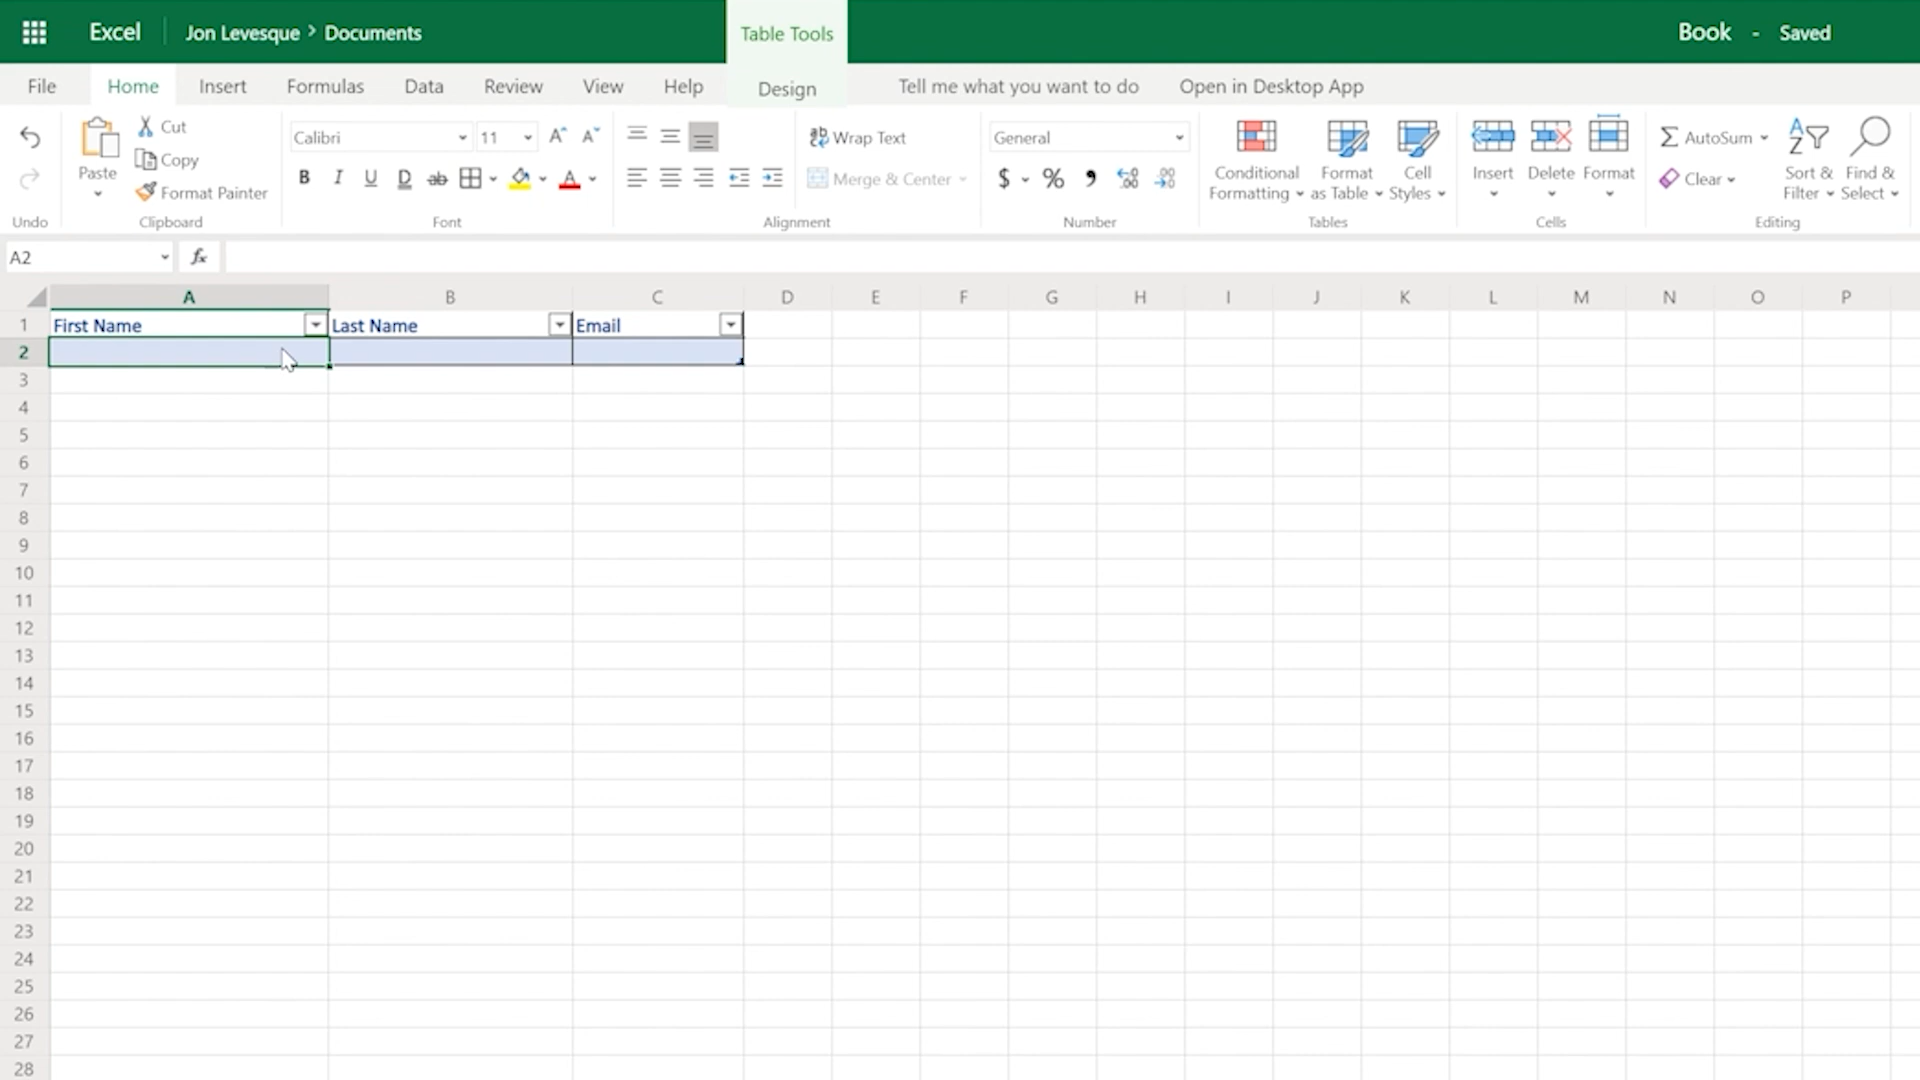 Excel Jon Levesque > Documents Table Tools Book - Saved
File Home Insert Formulas Data Review View Help Design Tell me what you want to do Open in Desktop App
Undo
Paste
Cut
Copy
Format Painter
Clipboard
Calibri 11 A A
B I U D ab A
Font
ab Wrap Text
Merge & Center
Alignment
General
$ % 9 .00 .00
Number
Conditional Formatting
Format as Table
Cell Styles
Tables
Insert Delete Format
Cells
AutoSum
Clear
A Z
Sort & Filter
Find & Select
Editing
A2 fx
A B C D E F G H I J K L M N O P
1 First Name Last Name Email
2
3
4
5
6
7
8
9
10
11
12
13
14
15
16
17
18
19
20
21
22
23
24
25
26
27
28